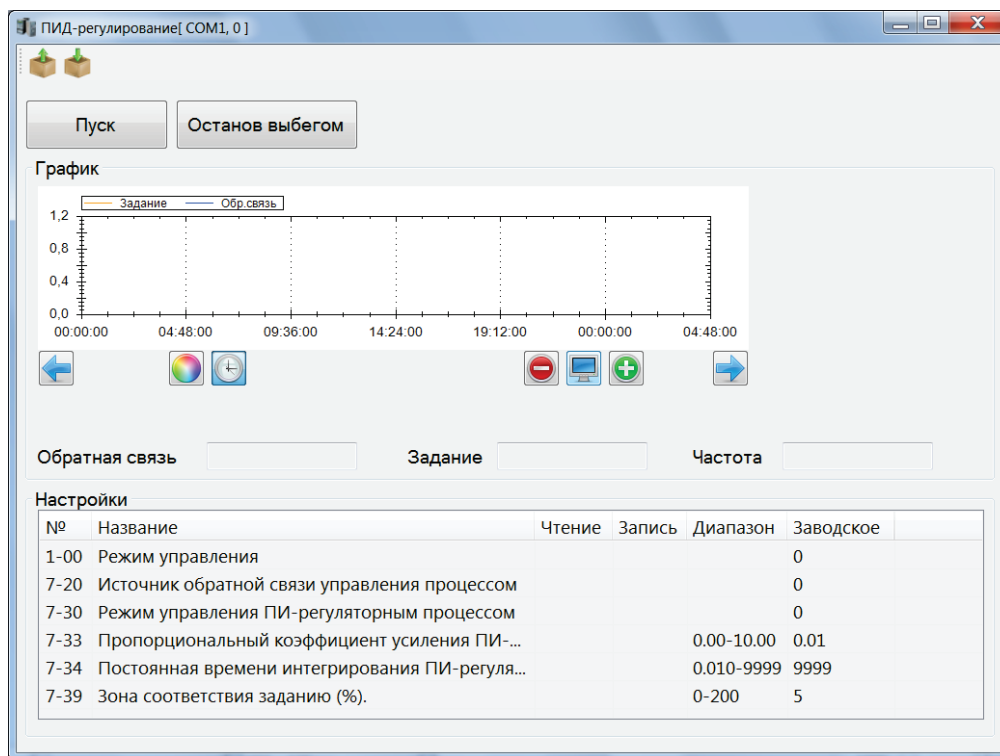 ПИД-регулирование[ COM1, 0 ]
Пуск Останов выбегом
График
Задание Обр.связь
1,2
0,8
0,4
0,0
00:00:00 04:48:00 09:36:00 14:24:00 19:12:00 00:00:00 04:48:00
Обратная связь Задание Частота
Настройки
№ Название Чтение Запись Диапазон Заводское
1-00 Режим управления 0
7-20 Источник обратной связи управления процессом 0
7-30 Режим управления ПИ-регуляторным процессом 0
7-33 Пропорциональный коэффициент усиления ПИ-... 0.00-10.00 0.01
7-34 Постоянная времени интегрирования ПИ-регуля... 0.010-9999 9999
7-39 Зона соответствия заданию (%). 0-200 5